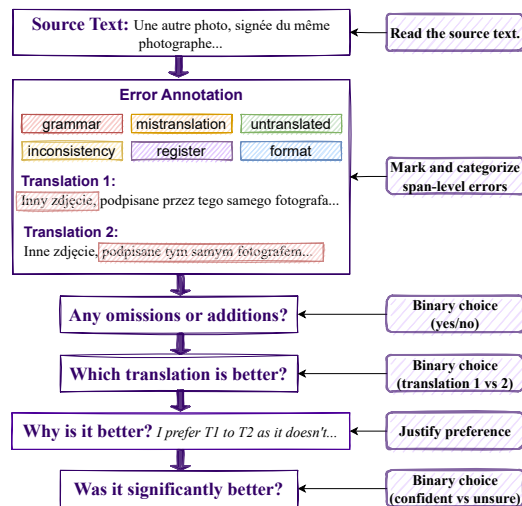 Source Text: Une autre photo, signée du même
photographe...
Read the source text.
Error Annotation
grammar
mistranslation
untranslated
inconsistency
register
format
Translation 1:
Inny zdjęcie, podpisane przez tego samego fotografa...
Translation 2:
Inne zdjęcie, podpisane tym samym fotografem...
Mark and categorize
span-level errors
Any omissions or additions?
Binary choice
(yes/no)
Which translation is better?
Binary choice
(translation 1 vs 2)
Why is it better? I prefer T1 to T2 as it doesn't...
Justify preference
Was it significantly better?
Binary choice
(confident vs unsure)